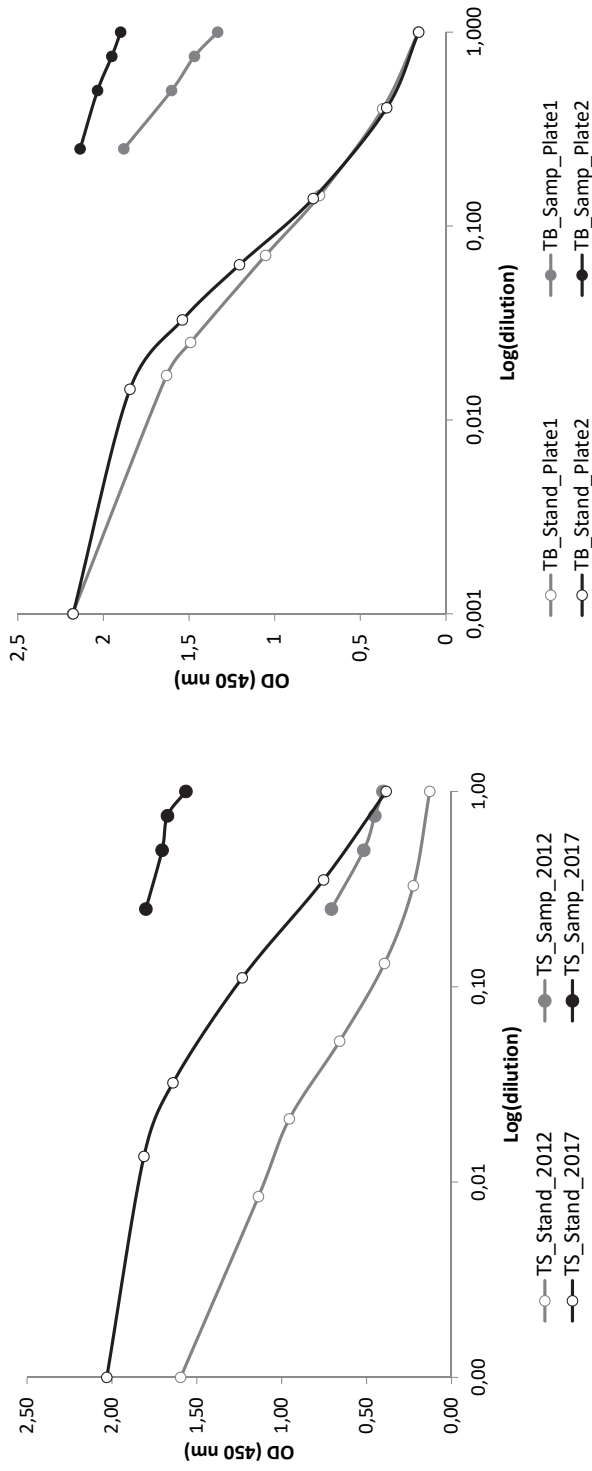 2,50
2,00
1,50
1,00
0,50
0,00
OD (450 nm)
0,00
0,01
0,10
1,00
Log(dilution)
TS_Stand_2012
TS_Samp_2012
TS_Stand_2017
TS_Samp_2017
2,5
2
1,5
1
0,5
0
OD (450 nm)
0,001
0,010
0,100
1,000
Log(dilution)
TB_Stand_Plate1
TB_Samp_Plate1
TB_Stand_Plate2
TB_Samp_Plate2